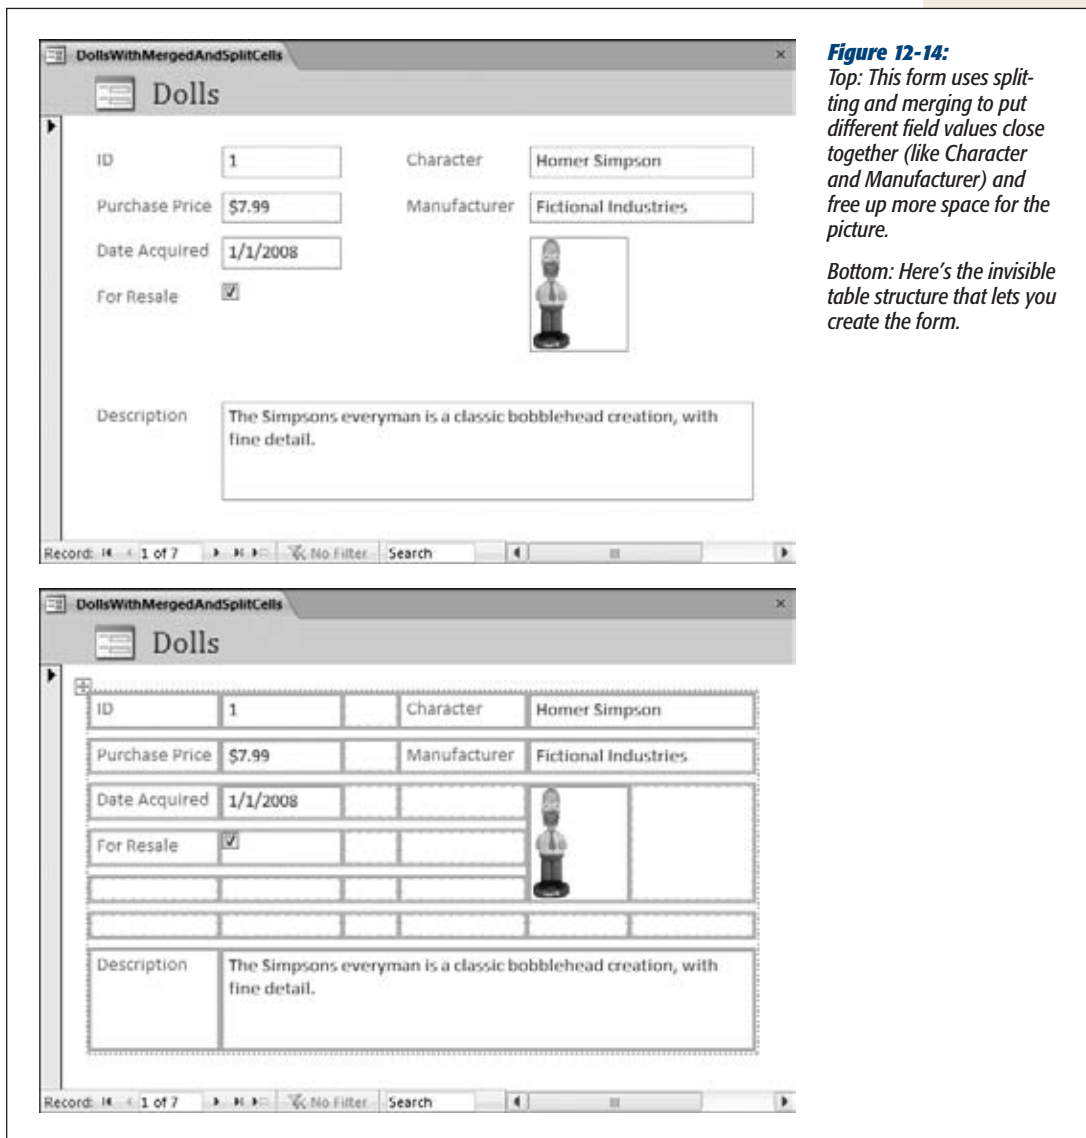 DollsWithMergedAndSplitCells
Dolls
ID 1 Character Homer Simpson
Purchase Price $7.99 Manufacturer Fictional Industries
Date Acquired 1/1/2008
For Resale
Description The Simpsons everyman is a classic bobblehead creation, with
fine detail.
Record: 1 of 7 No Filter Search
Figure 12-14:
Top: This form uses split-
ting and merging to put
different field values close
together (like Character
and Manufacturer) and
free up more space for the
picture.
Bottom: Here's the invisible
table structure that lets you
create the form.
DollsWithMergedAndSplitCells
Dolls
ID 1 Character Homer Simpson
Purchase Price $7.99 Manufacturer Fictional Industries
Date Acquired 1/1/2008
For Resale
Description The Simpsons everyman is a classic bobblehead creation, with
fine detail.
Record: 1 of 7 No Filter Search